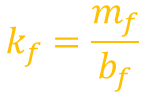 k_f = m_f / b_f